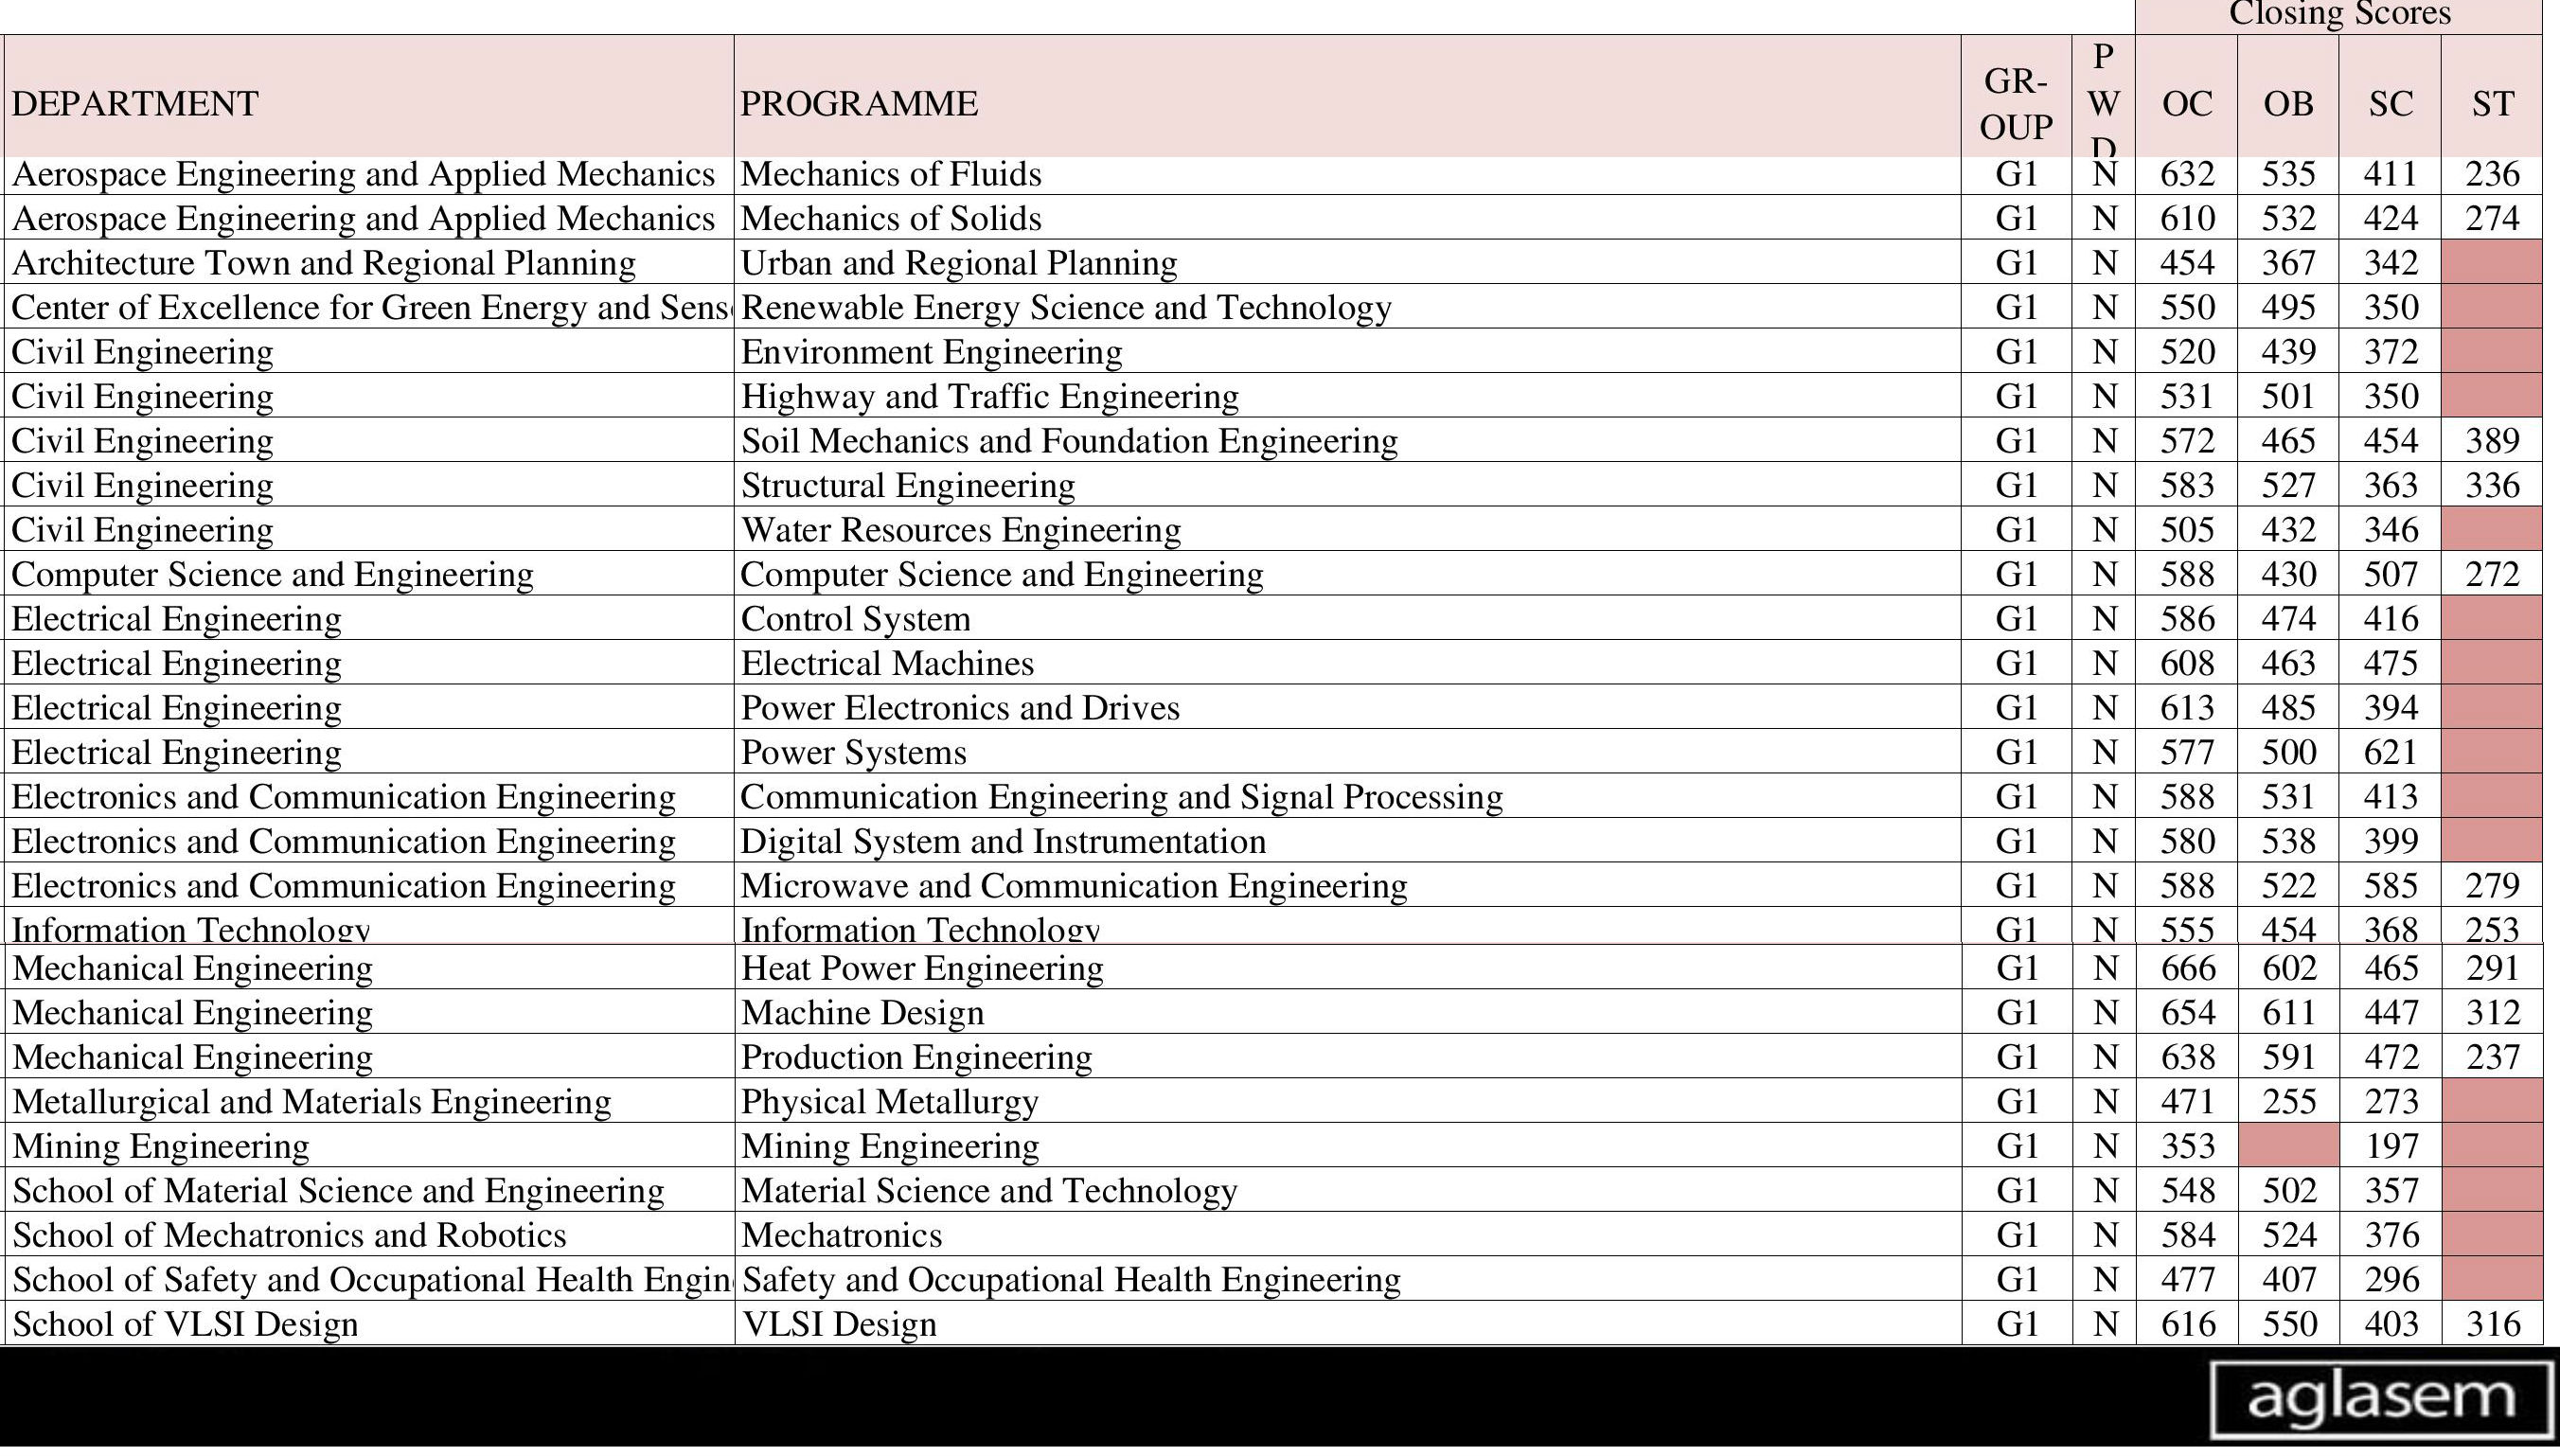 Closing Scores
DEPARTMENT PROGRAMME GR-OUP PWD OC OB SC ST
Aerospace Engineering and Applied Mechanics Mechanics of Fluids G1 N 632 535 411 236
Aerospace Engineering and Applied Mechanics Mechanics of Solids G1 N 610 532 424 274
Architecture Town and Regional Planning Urban and Regional Planning G1 N 454 367 342
Center of Excellence for Green Energy and Sens Renewable Energy Science and Technology G1 N 550 495 350
Civil Engineering Environment Engineering G1 N 520 439 372
Civil Engineering Highway and Traffic Engineering G1 N 531 501 350
Civil Engineering Soil Mechanics and Foundation Engineering G1 N 572 465 454 389
Civil Engineering Structural Engineering G1 N 583 527 363 336
Civil Engineering Water Resources Engineering G1 N 505 432 346
Computer Science and Engineering Computer Science and Engineering G1 N 588 430 507 272
Electrical Engineering Control System G1 N 586 474 416
Electrical Engineering Electrical Machines G1 N 608 463 475
Electrical Engineering Power Electronics and Drives G1 N 613 485 394
Electrical Engineering Power Systems G1 N 577 500 621
Electronics and Communication Engineering Communication Engineering and Signal Processing G1 N 588 531 413
Electronics and Communication Engineering Digital System and Instrumentation G1 N 580 538 399
Electronics and Communication Engineering Microwave and Communication Engineering G1 N 588 522 585 279
Information Technology Information Technology G1 N 555 454 368 253
Mechanical Engineering Heat Power Engineering G1 N 666 602 465 291
Mechanical Engineering Machine Design G1 N 654 611 447 312
Mechanical Engineering Production Engineering G1 N 638 591 472 237
Metallurgical and Materials Engineering Physical Metallurgy G1 N 471 255 273
Mining Engineering Mining Engineering G1 N 353 197
School of Material Science and Engineering Material Science and Technology G1 N 548 502 357
School of Mechatronics and Robotics Mechatronics G1 N 584 524 376
School of Safety and Occupational Health Engin Safety and Occupational Health Engineering G1 N 477 407 296
School of VLSI Design VLSI Design G1 N 616 550 403 316
aglasem